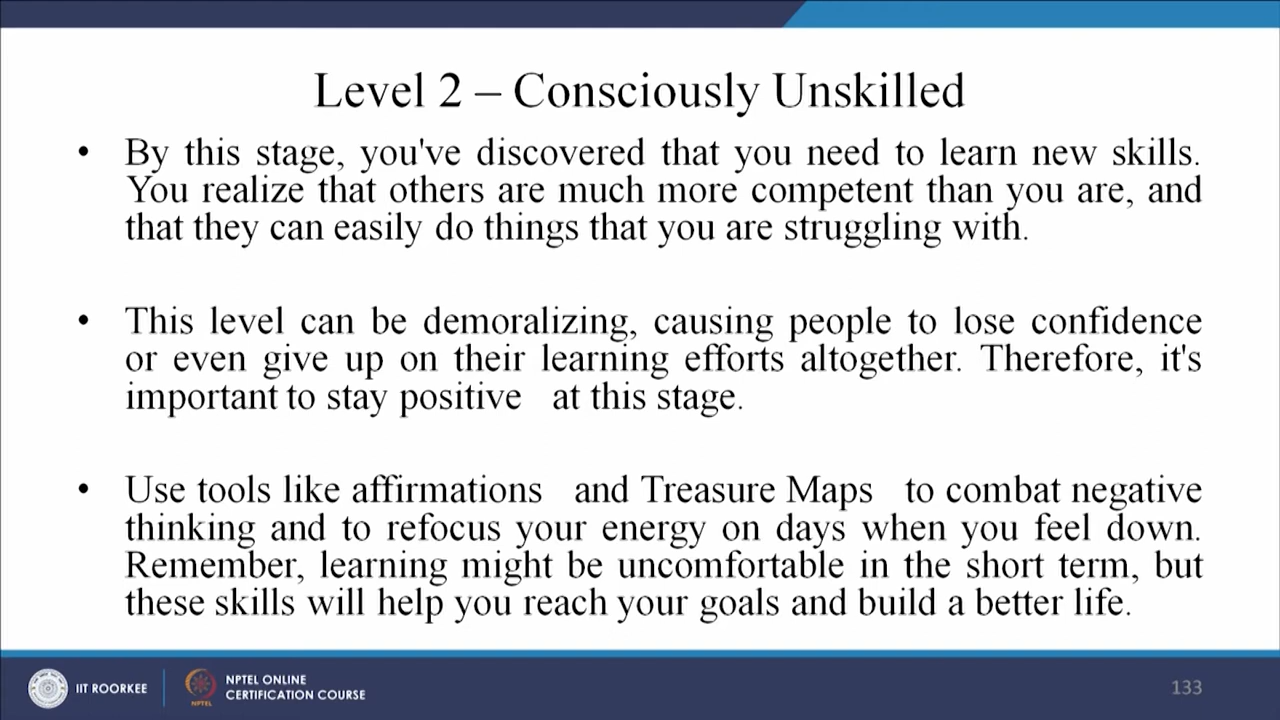 Level 2 – Consciously Unskilled
• By this stage, you've discovered that you need to learn new skills.
You realize that others are much more competent than you are, and
that they can easily do things that you are struggling with.
• This level can be demoralizing, causing people to lose confidence
or even give up on their learning efforts altogether. Therefore, it's
important to stay positive at this stage.
• Use tools like affirmations and Treasure Maps to combat negative
thinking and to refocus your energy on days when you feel down.
Remember, learning might be uncomfortable in the short term, but
these skills will help you reach your goals and build a better life.
IIT ROORKEE
NPTEL
NPTEL ONLINE
CERTIFICATION COURSE
133